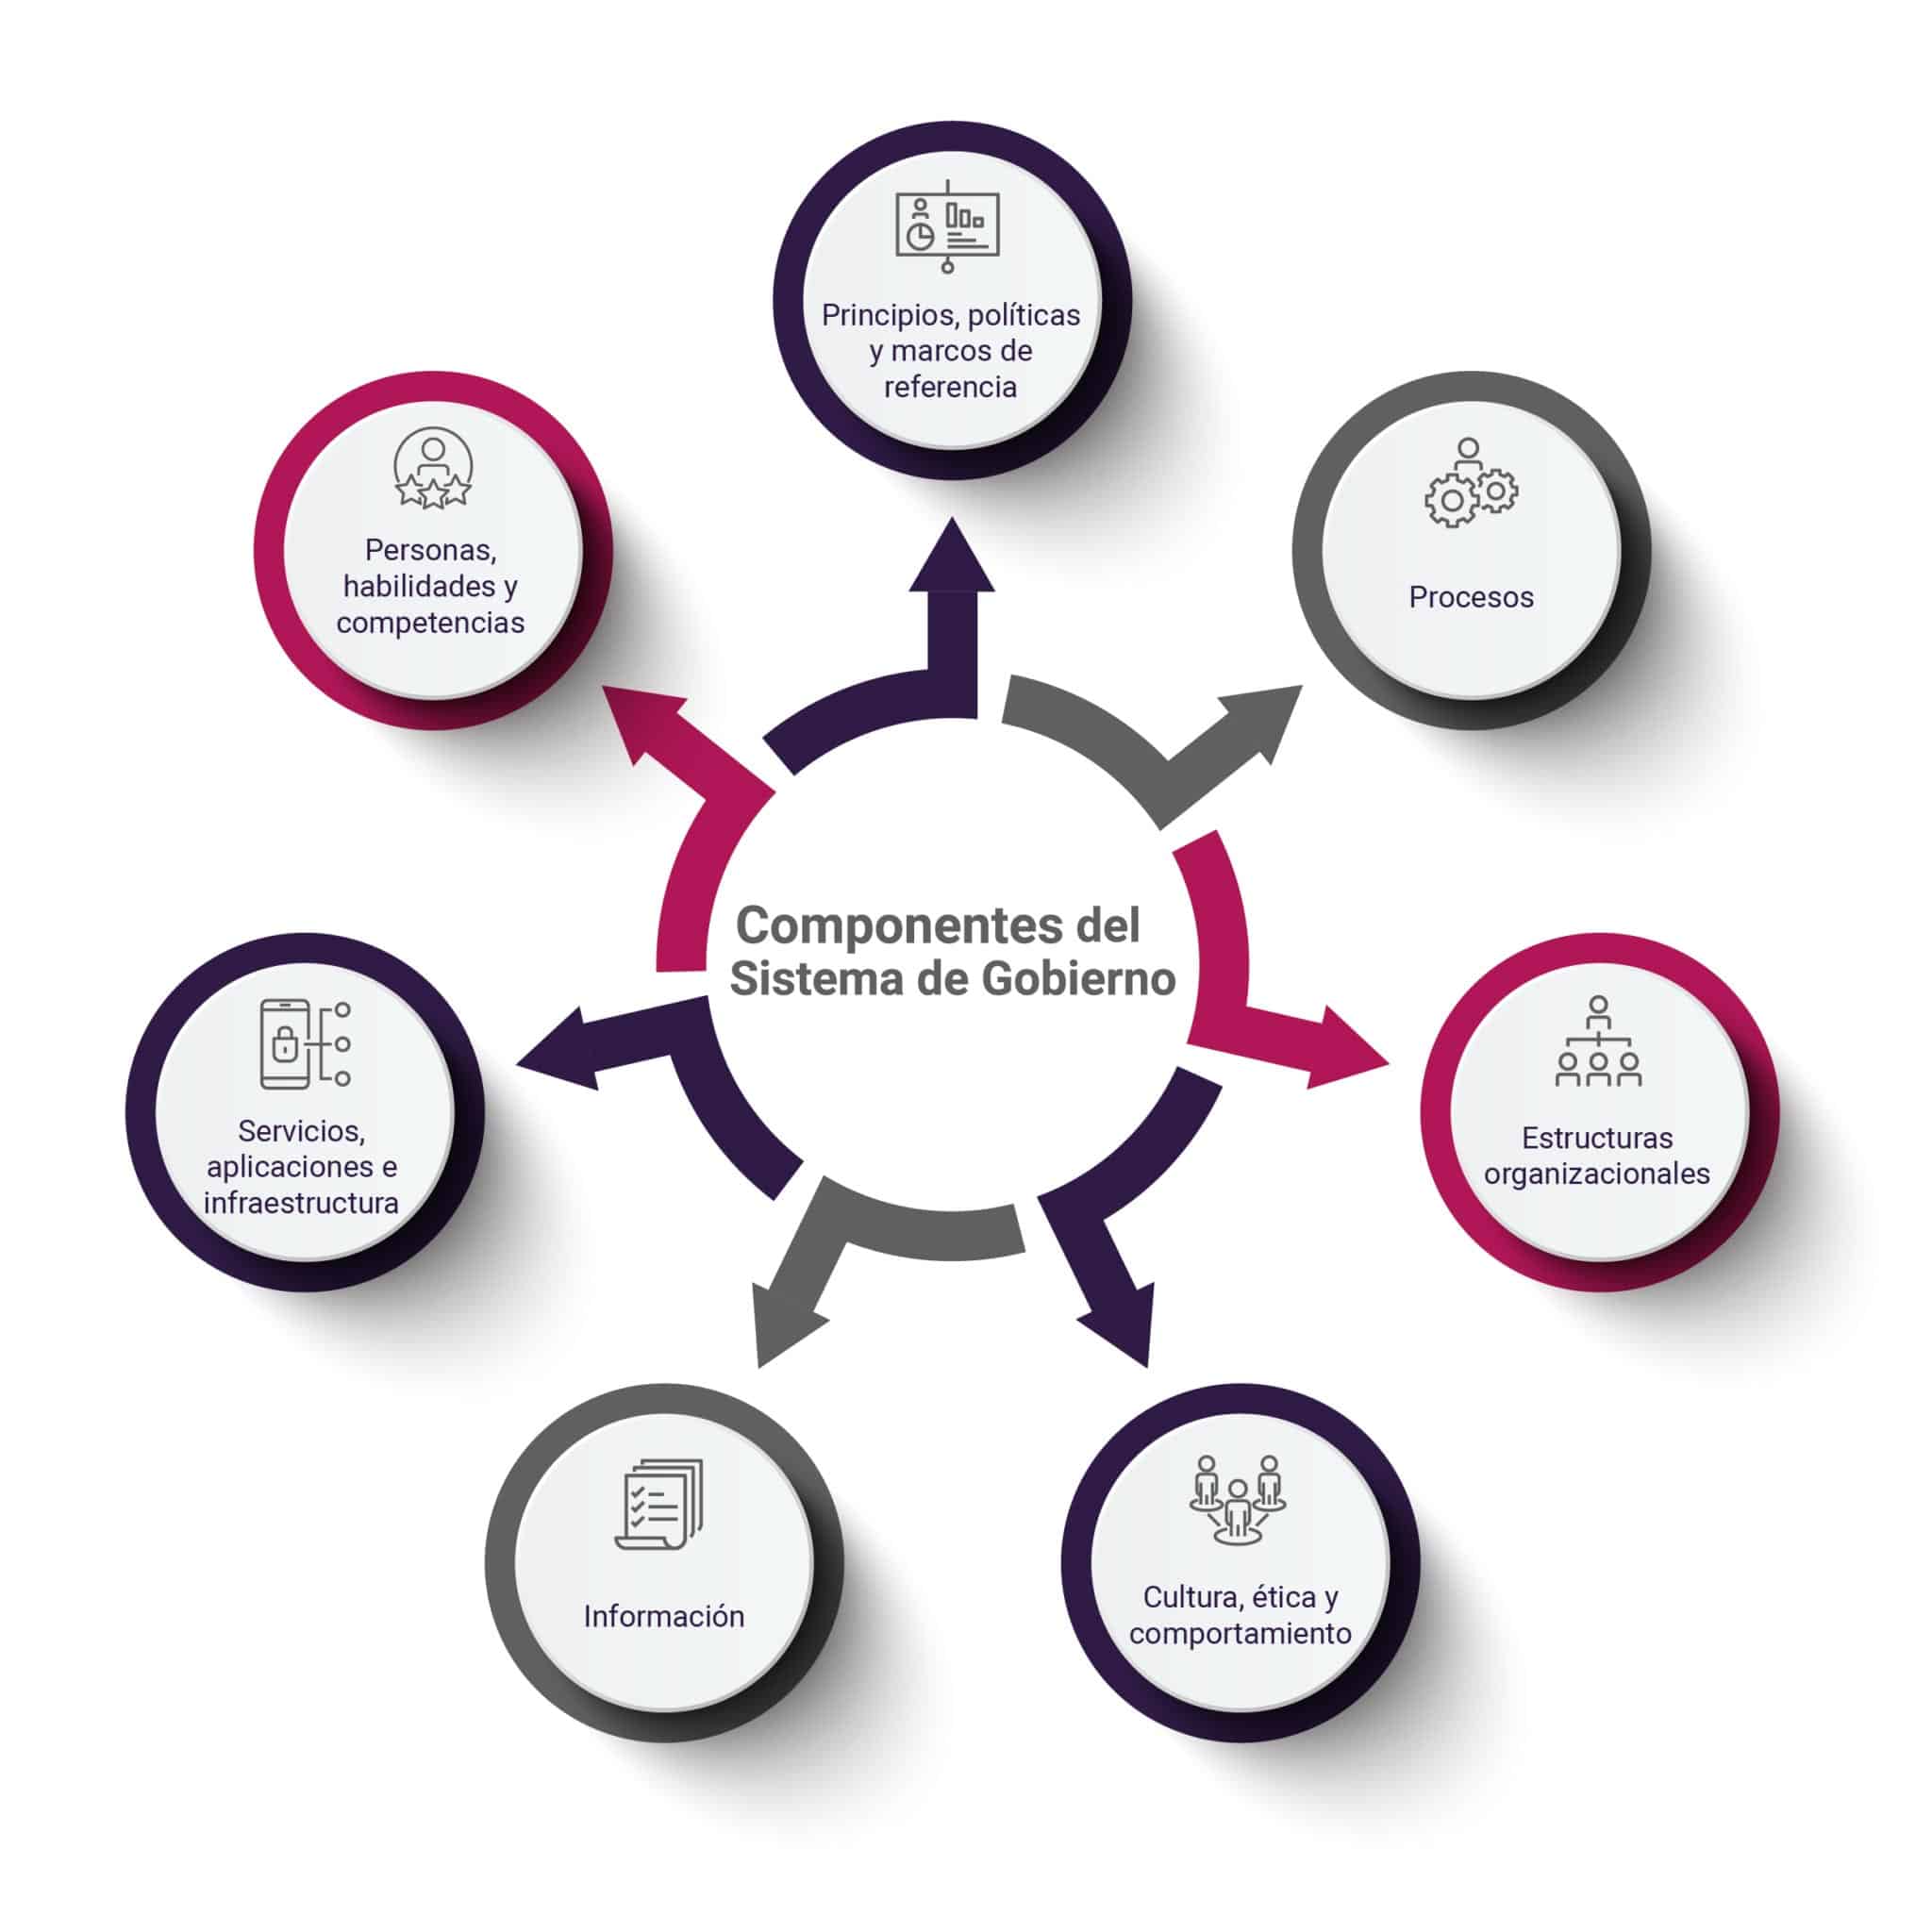 Principios, políticas
y marcos de
referencia
Personas,
habilidades y
competencias
Procesos
Componentes del
Sistema de Gobierno
Servicios,
aplicaciones e
infraestructura
Estructuras
organizacionales
Información
Cultura, ética y
comportamiento